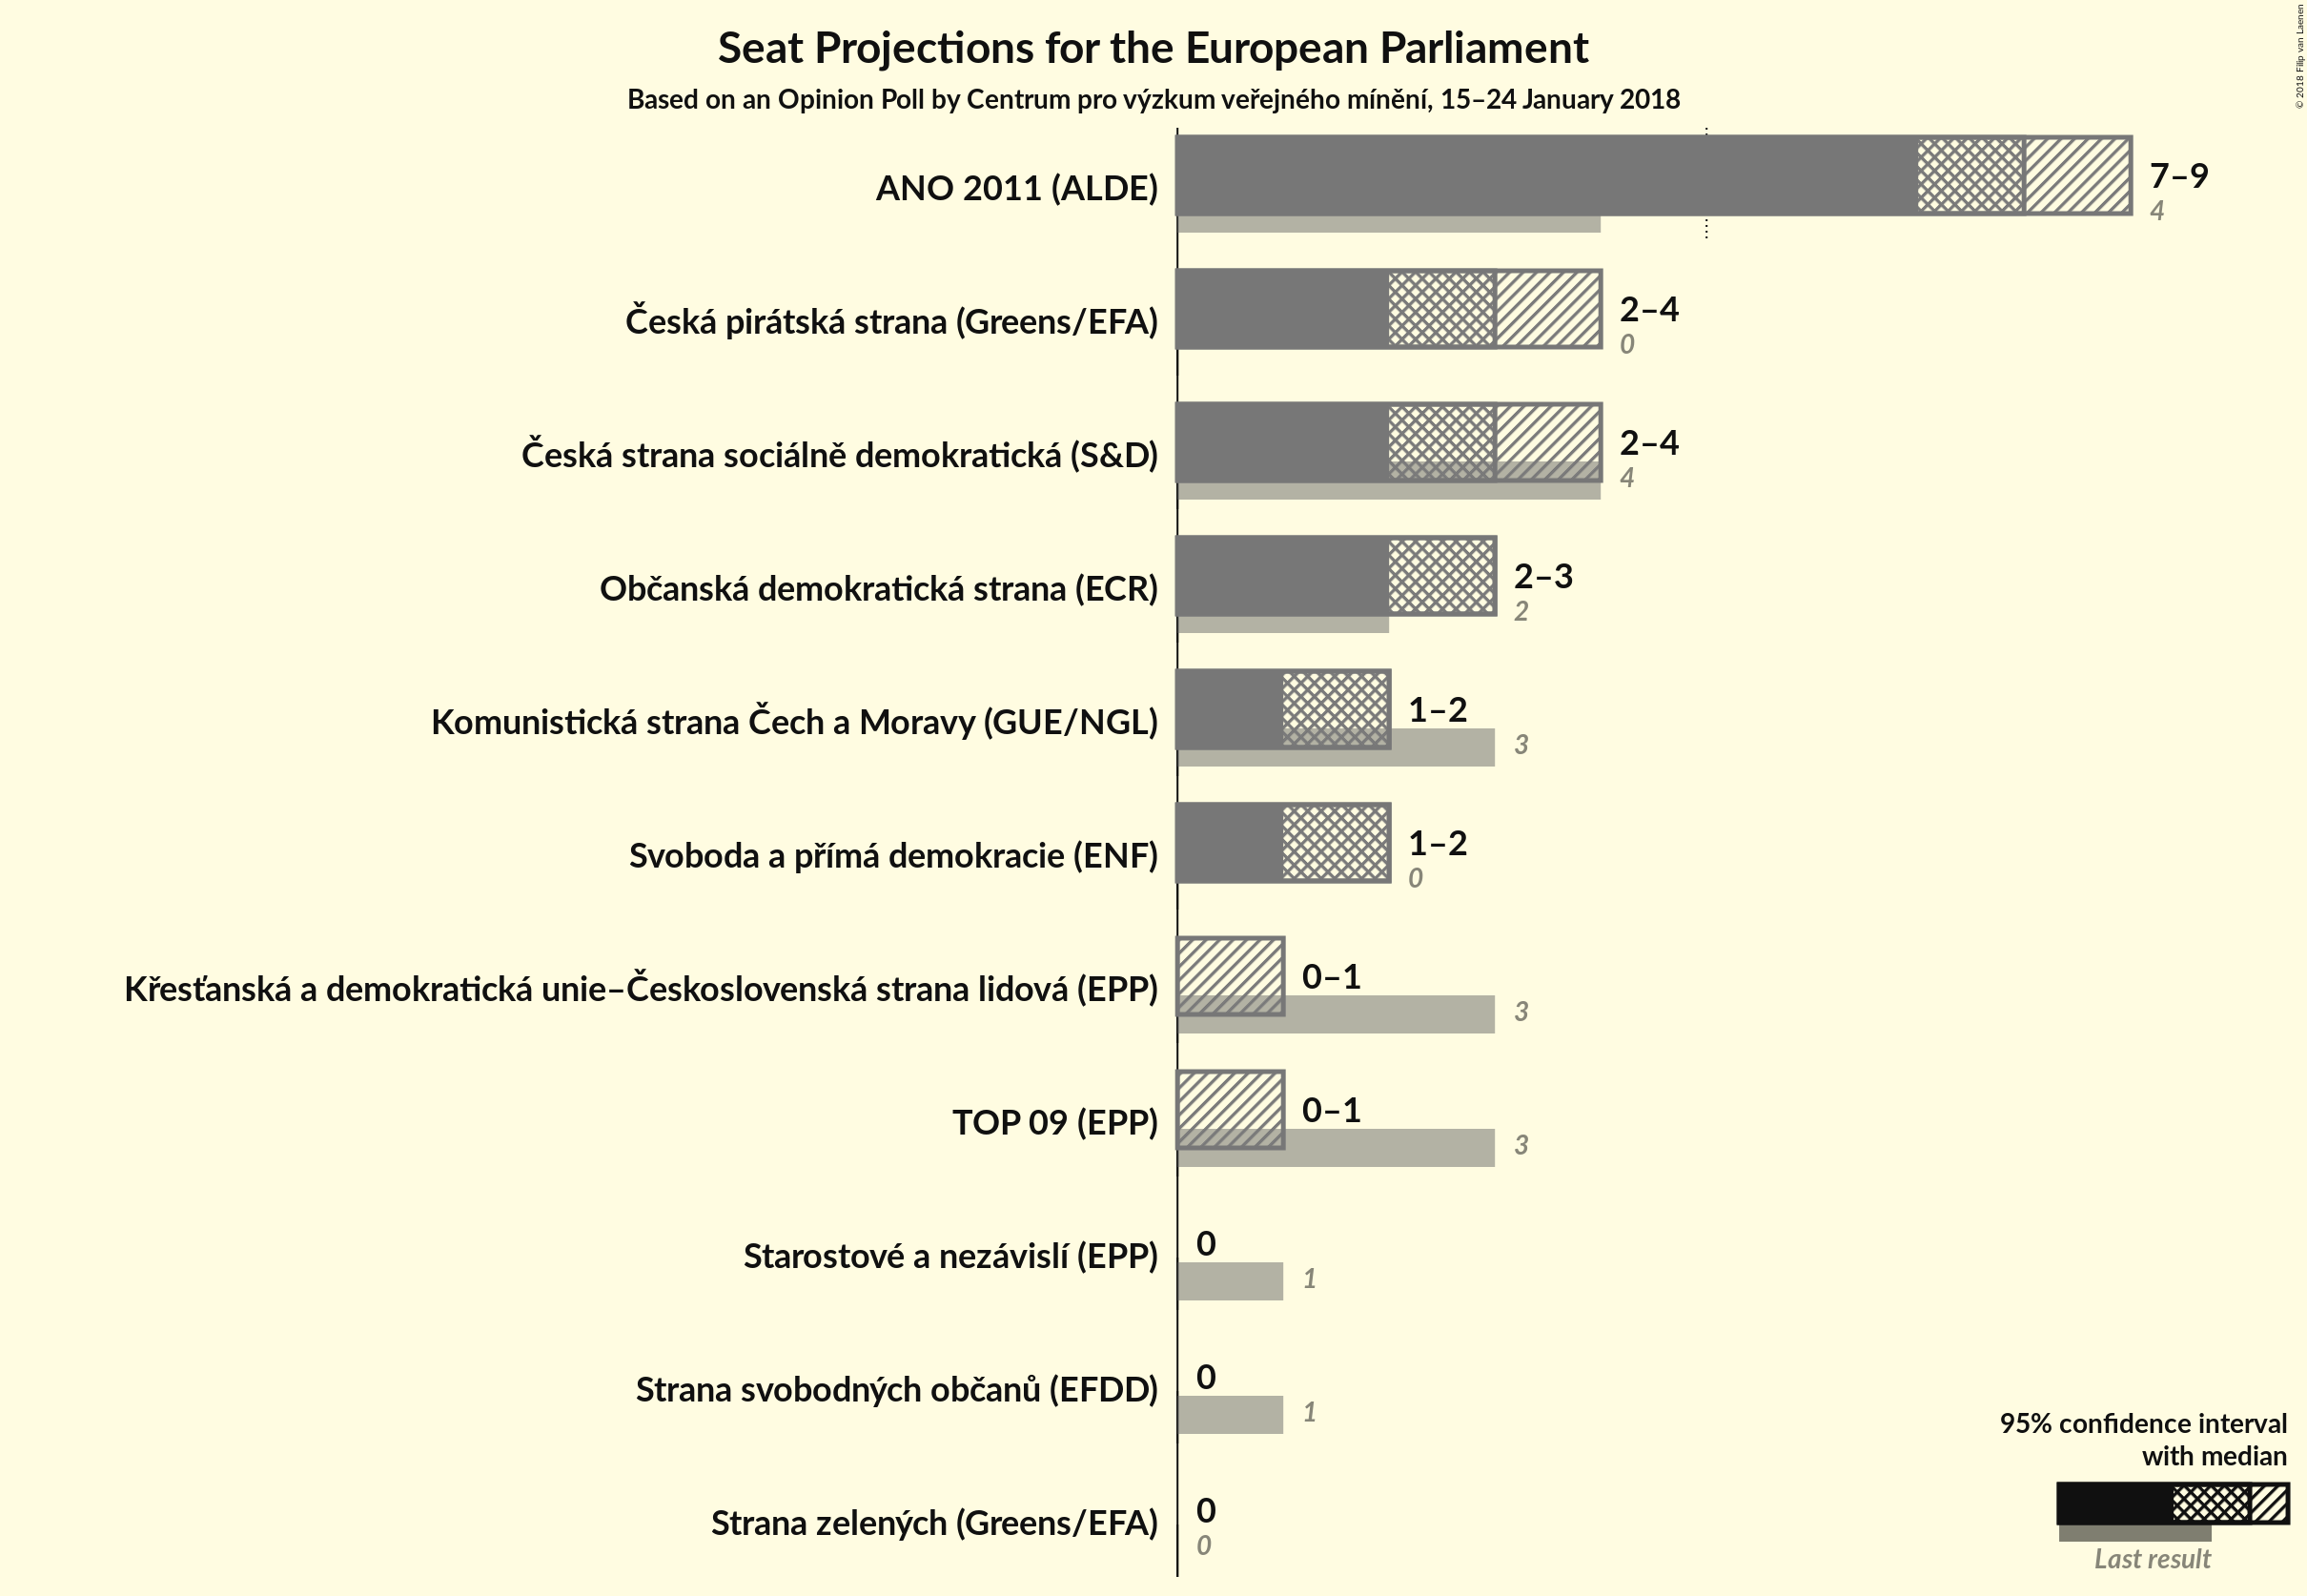 Seat Projections for the European Parliament
Based on an Opinion Poll by Centrum pro výzkum veřejného mínění, 15–24 January 2018
© 2018 Filip van Laenen
ANO 2011 (ALDE)
7–9
4
Česká pirátská strana (Greens/EFA)
2–4
0
Česká strana sociálně demokratická (S&D)
2–4
4
Občanská demokratická strana (ECR)
2–3
2
Komunistická strana Čech a Moravy (GUE/NGL)
1–2
3
Svoboda a přímá demokracie (ENF)
1–2
0
Křesťanská a demokratická unie–Československá strana lidová (EPP)
0–1
3
TOP 09 (EPP)
0–1
3
Starostové a nezávislí (EPP)
0
1
Strana svobodných občanů (EFDD)
0
1
Strana zelených (Greens/EFA)
0
0
95% confidence interval
with median
Last result